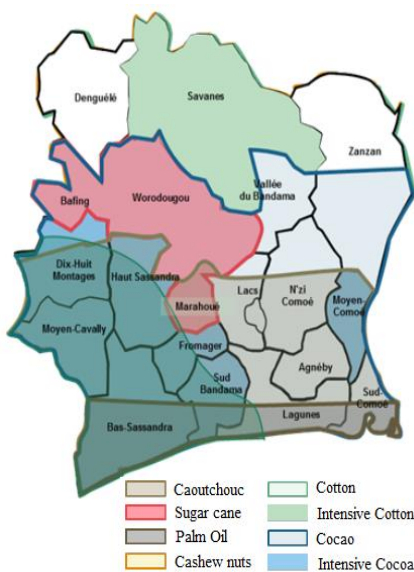 Denguélé
Savanes
Zanzan
Bafing
Worodougou
Vallée
du Bandama
Dix-Huit
Montages
Haut Sassandra
Marahoué
Lacs
N'zi
Comoé
Moyen-
Comoé
Moyen-Cavally
Fromager
Sud
Bandama
Agnéby
Bas-Sassandra
Lagunes
Sud-
Comoé
Caoutchouc
Cotton
Sugar cane
Intensive Cotton
Palm Oil
Cocao
Cashew nuts
Intensive Cocoa